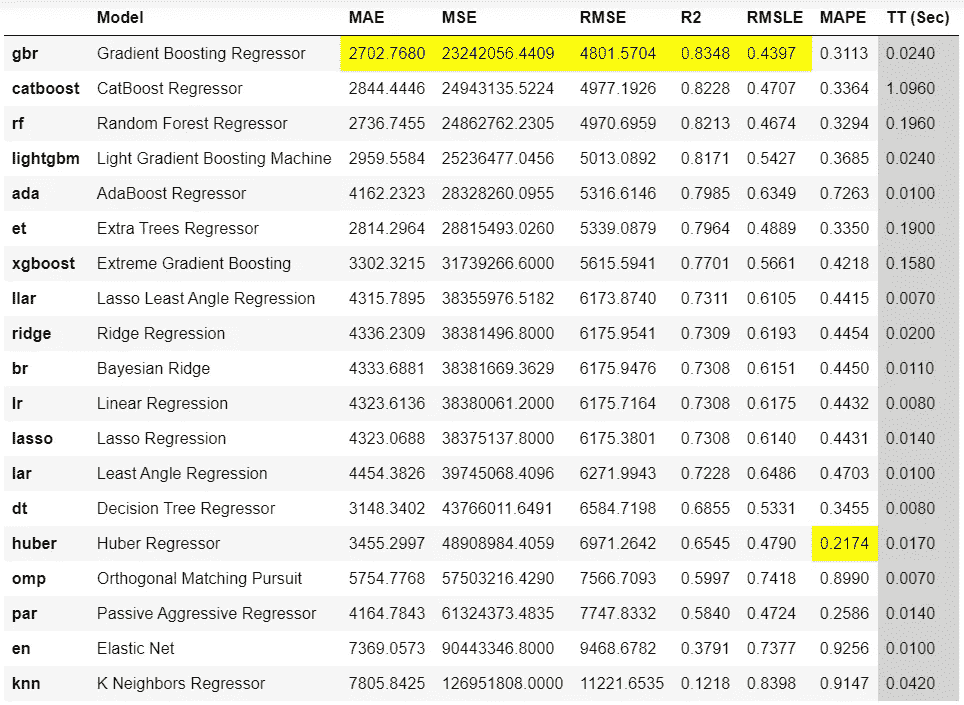 Model MAE MSE RMSE R2 RMSLE MAPE TT (Sec)
gbr Gradient Boosting Regressor 2702.7680 23242056.4409 4801.5704 0.8348 0.4397 0.3113 0.0240
catboost CatBoost Regressor 2844.4446 24943135.5224 4977.1926 0.8228 0.4707 0.3364 1.0960
rf Random Forest Regressor 2736.7455 24862762.2305 4970.6959 0.8213 0.4674 0.3294 0.1960
lightgbm Light Gradient Boosting Machine 2959.5584 25236477.0456 5013.0892 0.8171 0.5427 0.3685 0.0240
ada AdaBoost Regressor 4162.2323 28328260.0955 5316.6146 0.7985 0.6349 0.7263 0.0100
et Extra Trees Regressor 2814.2964 28815493.0260 5339.0879 0.7964 0.4889 0.3350 0.1900
xgboost Extreme Gradient Boosting 3302.3215 31739266.6000 5615.5941 0.7701 0.5661 0.4218 0.1580
llar Lasso Least Angle Regression 4315.7895 38355976.5182 6173.8740 0.7311 0.6105 0.4415 0.0070
ridge Ridge Regression 4336.2309 38381496.8000 6175.9541 0.7309 0.6193 0.4454 0.0200
br Bayesian Ridge 4333.6881 38381669.3629 6175.9476 0.7308 0.6151 0.4450 0.0110
lr Linear Regression 4323.6136 38380061.2000 6175.7164 0.7308 0.6175 0.4432 0.0080
lasso Lasso Regression 4323.0688 38375137.8000 6175.3801 0.7308 0.6140 0.4431 0.0140
lar Least Angle Regression 4454.3826 39745068.4096 6271.9943 0.7228 0.6486 0.4703 0.0100
dt Decision Tree Regressor 3148.3402 43766011.6491 6584.7198 0.6855 0.5331 0.3455 0.0080
huber Huber Regressor 3455.2997 48908984.4059 6971.2642 0.6545 0.4790 0.2174 0.0170
omp Orthogonal Matching Pursuit 5754.7768 57503216.4290 7566.7093 0.5997 0.7418 0.8990 0.0070
par Passive Aggressive Regressor 4164.7843 61324373.4835 7747.8332 0.5840 0.4724 0.2586 0.0140
en Elastic Net 7369.0573 90443346.8000 9468.6782 0.3791 0.7377 0.9256 0.0100
knn K Neighbors Regressor 7805.8425 126951808.0000 11221.6535 0.1218 0.8398 0.9147 0.0420